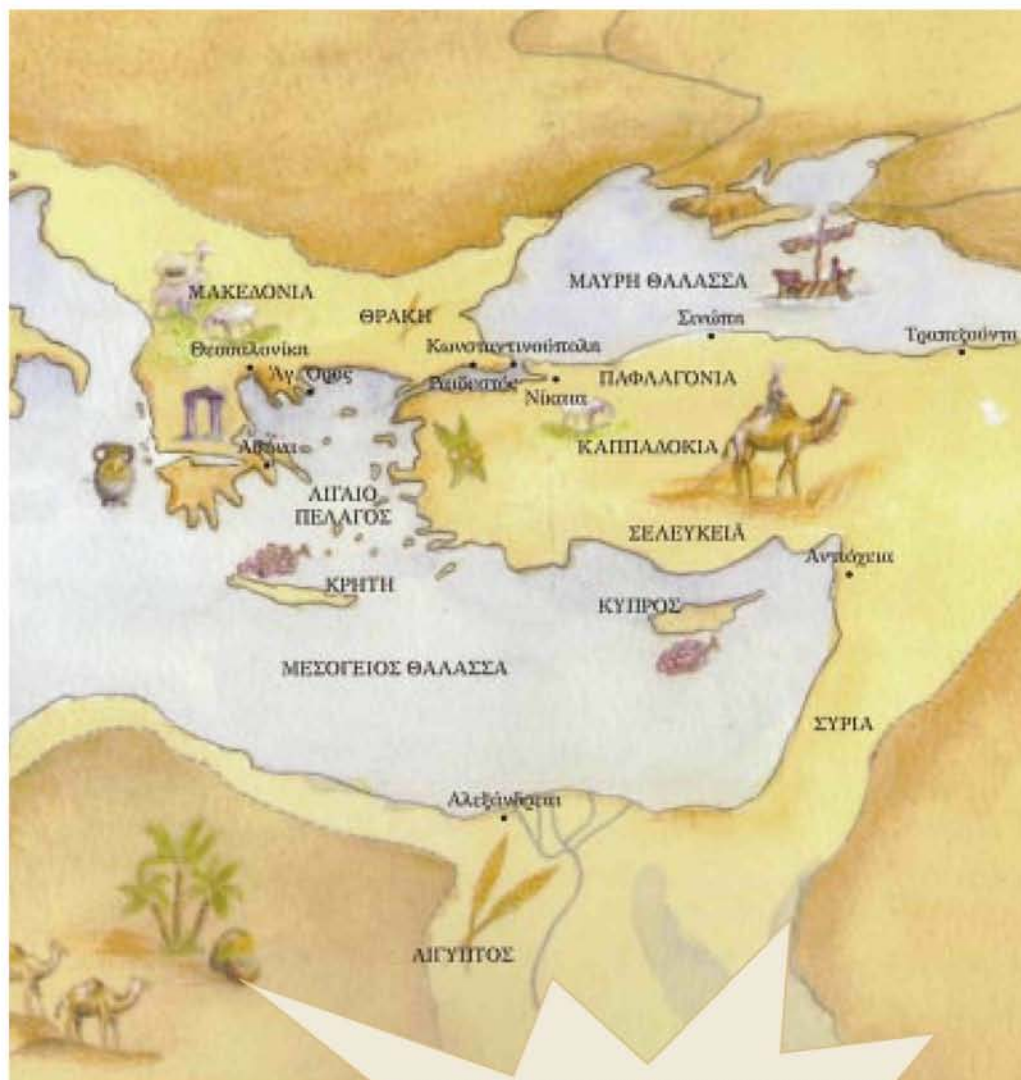 ΜΑΚΕΔΟΝΙΑ
ΜΑΥΡΗ ΘΑΛΑΣΣΑ
ΘΡΑΚΗ
Σινώπη
Τραπεζούντα
Θεσσαλονίκη
Κωνσταντινούπολη
Άγ. Όρος
Ραιδεστός
Νίκαια
ΠΑΦΛΑΓΟΝΙΑ
ΚΑΠΠΑΔΟΚΙΑ
Αθήνα
ΑΙΓΑΙΟ
ΠΕΛΑΓΟΣ
ΣΕΛΕΥΚΕΙΑ
Αντιόχεια
ΚΡΗΤΗ
ΚΥΠΡΟΣ
ΜΕΣΟΓΕΙΟΣ ΘΑΛΑΣΣΑ
ΣΥΡΙΑ
Αλεξάνδρεια
ΑΙΓΥΠΤΟΣ